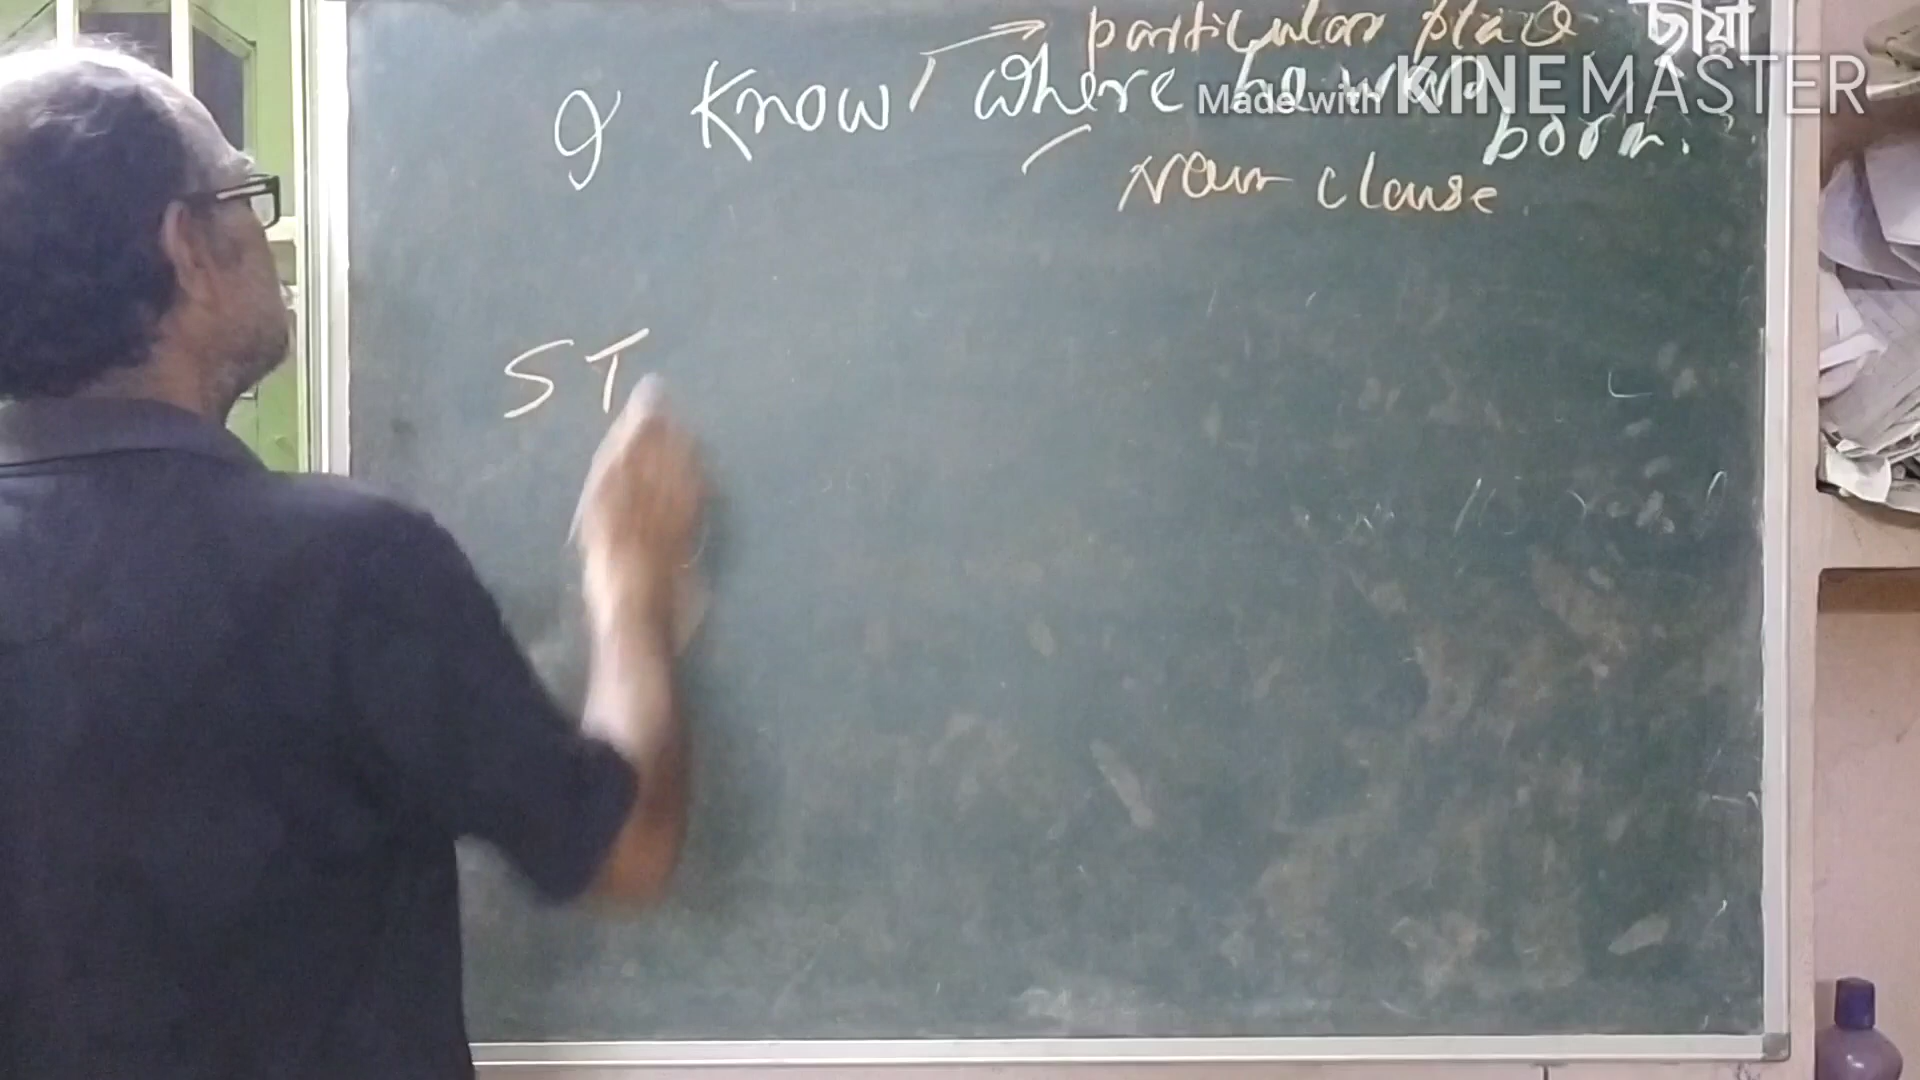 particular place
ছায়া
I know where he was
Made with KINEMASTER
born.
Noun clause
ST